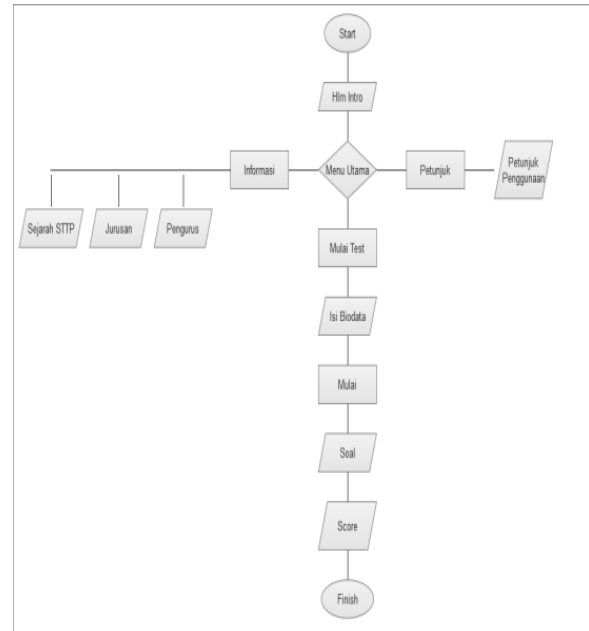 Start
Hlm Intro
Informasi
Menu Utama
Petunjuk
Petunjuk
Penggunaan
Sejarah STTP
Jurusan
Pengurus
Mulai Test
Isi Biodata
Mulai
Soal
Score
Finish